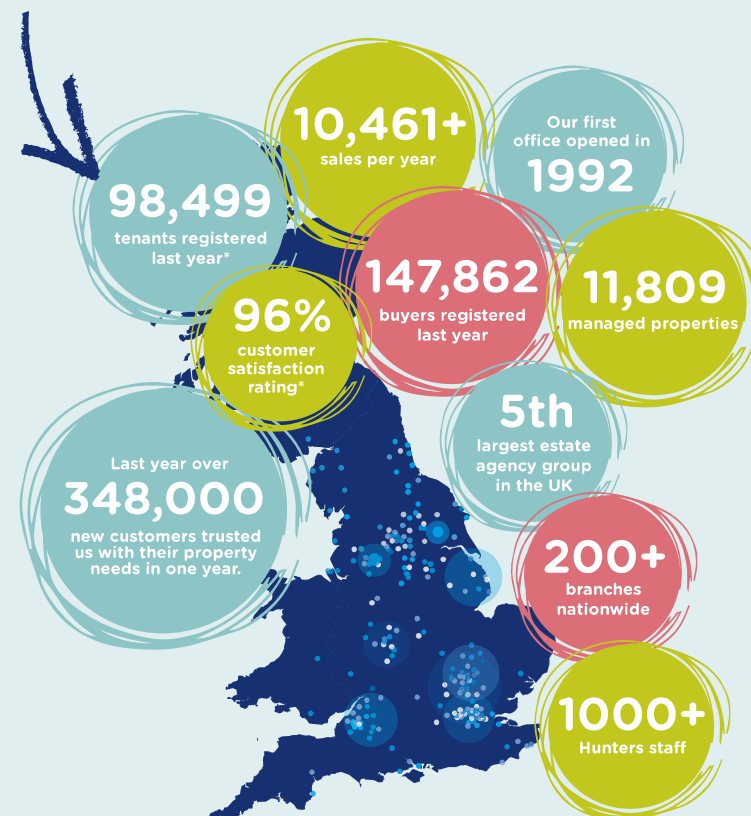 10,461+
sales per year
Our first
office opened in
1992
98,499
tenants registered
last year*
147,862
buyers registered
last year
11,809
managed properties
96%
customer
satisfaction
rating*
5th
largest estate
agency group
in the UK
Last year over
348,000
new customers trusted
us with their property
needs in one year.
200+
branches
nationwide
1000+
Hunters staff